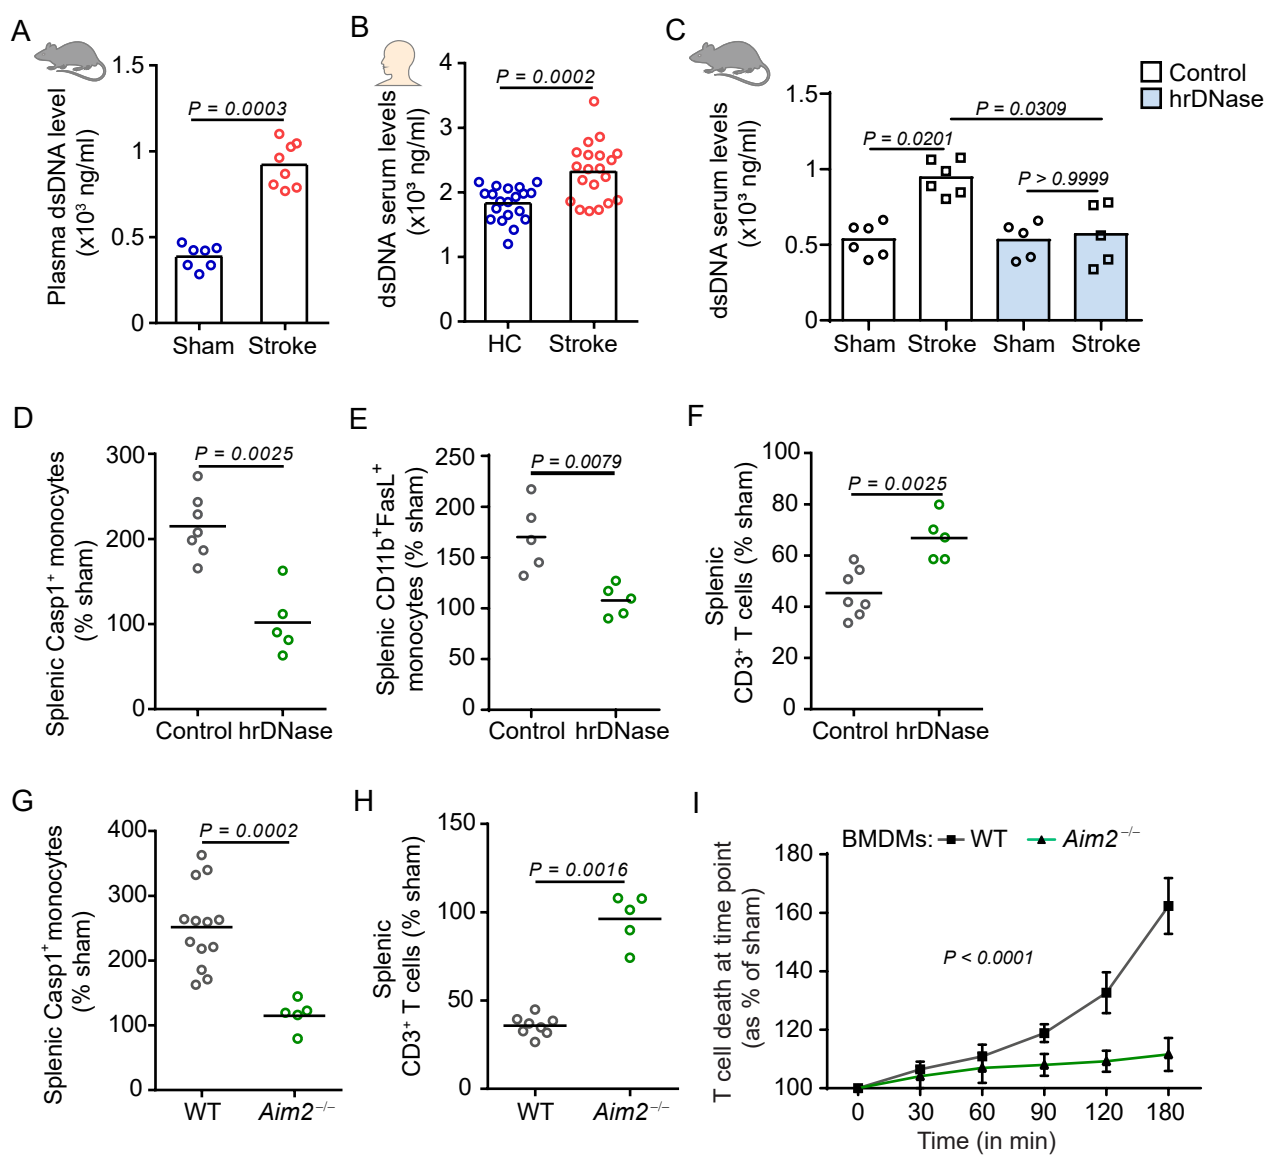 A
Plasma dsDNA level
(x10³ ng/ml)
1.5
1
0.5
0
P = 0.0003
Sham Stroke
B
dsDNA serum levels
(x10³ ng/ml)
4
3
2
1
0
P = 0.0002
HC Stroke
C
dsDNA serum levels
(x10³ ng/ml)
1.5
1
0.5
0
P = 0.0201
P = 0.0309
P > 0.9999
Sham Stroke Sham Stroke
Control
hrDNase
D
Splenic Casp1⁺ monocytes
(% sham)
300
200
100
0
P = 0.0025
Control hrDNase
E
Splenic CD11b⁺FasL⁺
monocytes (% sham)
250
200
150
100
50
0
P = 0.0079
Control hrDNase
F
Splenic
CD3⁺ T cells (% sham)
100
80
60
40
20
0
P = 0.0025
Control hrDNase
G
Splenic Casp1⁺ monocytes
(% sham)
400
300
200
100
0
P = 0.0002
WT Aim2⁻/⁻
H
Splenic
CD3⁺ T cells (% sham)
150
100
50
0
P = 0.0016
WT Aim2⁻/⁻
I
T cell death at time point
(as % of sham)
BMDMs: WT Aim2⁻/⁻
180
160
140
120
100
P < 0.0001
0 30 60 90 120 180
Time (in min)